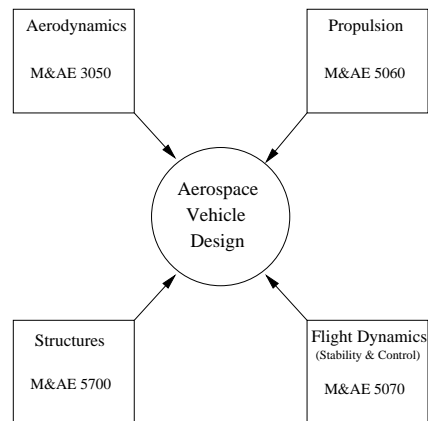 Aerodynamics
M&AE 3050
Propulsion
M&AE 5060
Aerospace
Vehicle
Design
Structures
M&AE 5700
Flight Dynamics
(Stability & Control)
M&AE 5070